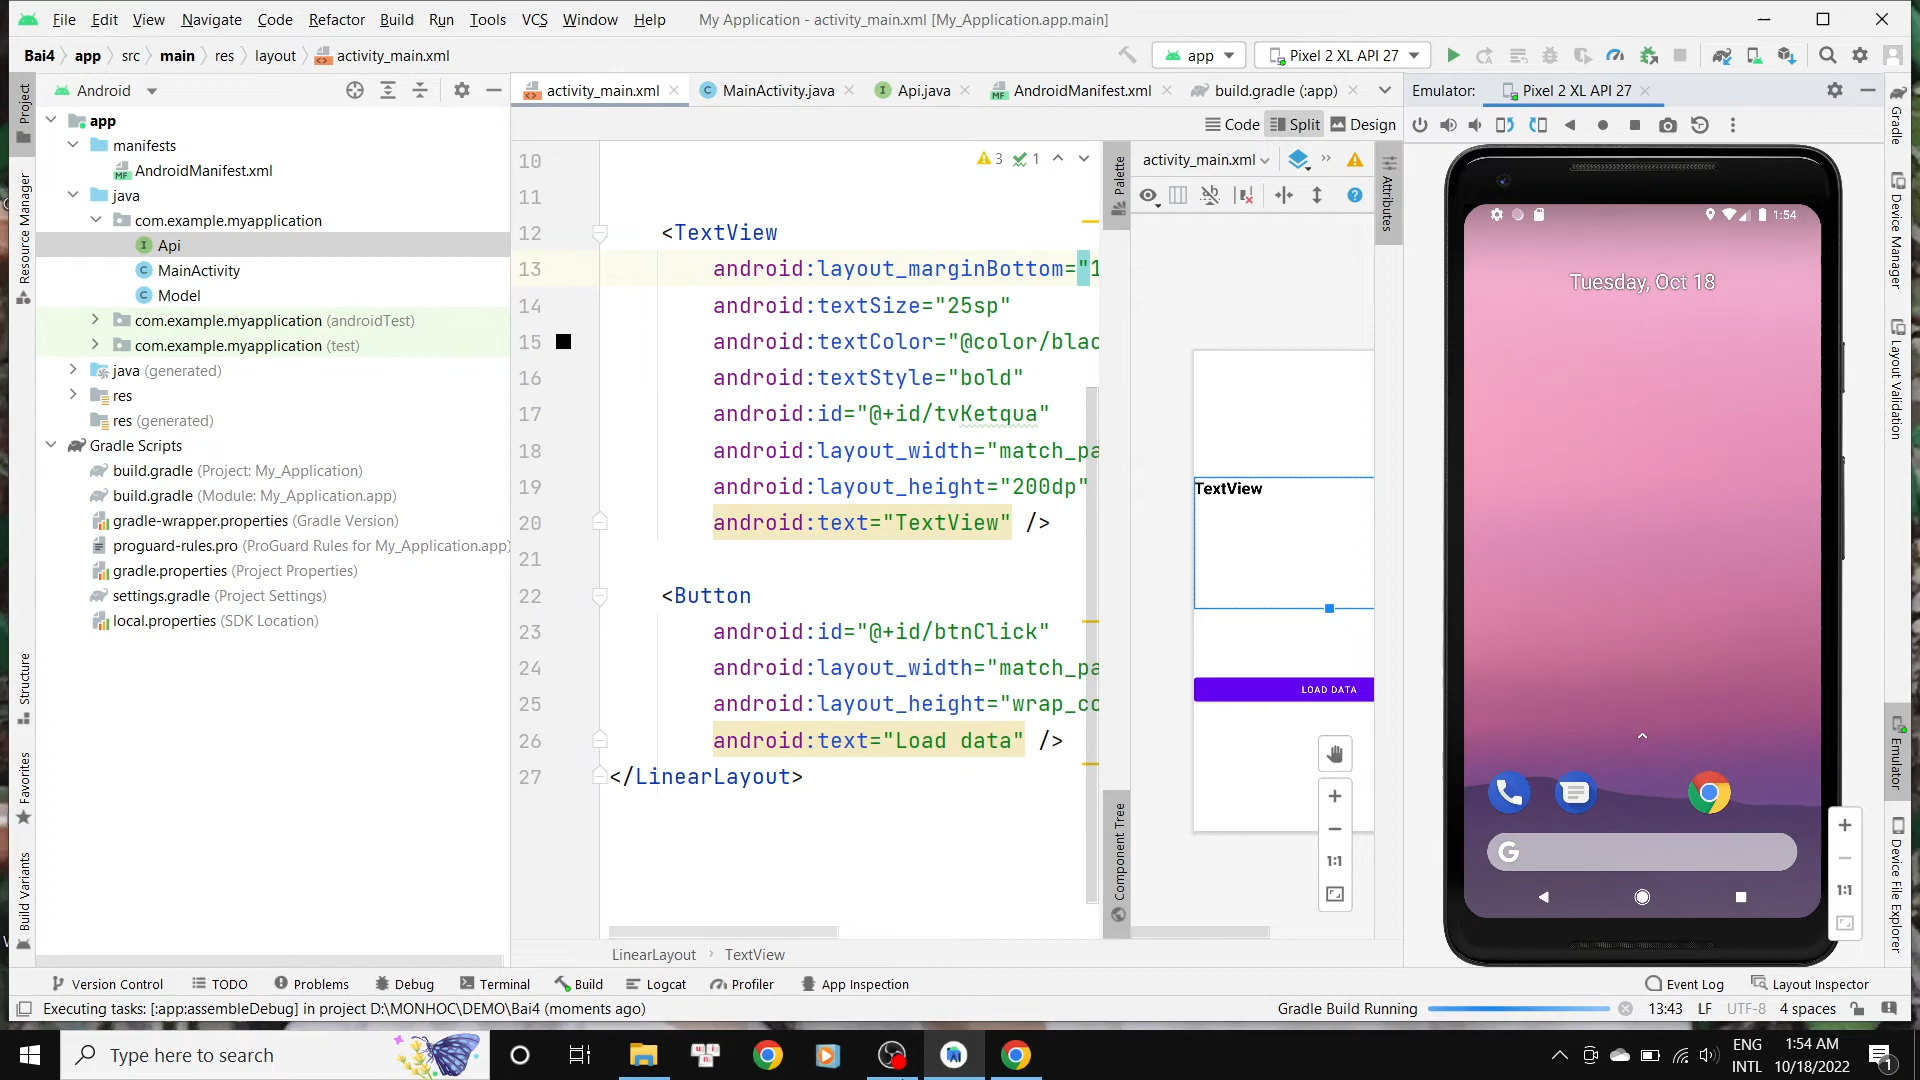 File Edit View Navigate Code Refactor Build Run Tools VCS Window Help My Application - activity_main.xml [My_Application.app.main]
Bai4 app src main res layout activity_main.xml app Pixel 2 XL API 27
Android
activity_main.xml MainActivity.java Api.java AndroidManifest.xml build.gradle (:app) Emulator: Pixel 2 XL API 27
Code Split Design
Project
Resource Manager
Structure
Favorites
Build Variants
app
manifests
AndroidManifest.xml
java
com.example.myapplication
Api
MainActivity
Model
com.example.myapplication (androidTest)
com.example.myapplication (test)
java (generated)
res
res (generated)
Gradle Scripts
build.gradle (Project: My_Application)
build.gradle (Module: My_Application.app)
gradle-wrapper.properties (Gradle Version)
proguard-rules.pro (ProGuard Rules for My_Application.app)
gradle.properties (Project Properties)
settings.gradle (Project Settings)
local.properties (SDK Location)
3 1
10
11
12 <TextView
13 android:layout_marginBottom="1
14 android:textSize="25sp"
15 android:textColor="@color/blac
16 android:textStyle="bold"
17 android:id="@+id/tvKetqua"
18 android:layout_width="match_pa
19 android:layout_height="200dp"
20 android:text="TextView" />
21
22 <Button
23 android:id="@+id/btnClick"
24 android:layout_width="match_pa
25 android:layout_height="wrap_co
26 android:text="Load data" />
27 </LinearLayout>
LinearLayout TextView
Palette
Component Tree
activity_main.xml
Attributes
TextView
LOAD DATA
1:1
1:54
Tuesday, Oct 18
G
1:1
Gradle
Device Manager
Layout Validation
Emulator
Device File Explorer
Version Control TODO Problems Debug Terminal Build Logcat Profiler App Inspection Event Log Layout Inspector
Executing tasks: [:app:assembleDebug] in project D:\MONHOC\DEMO\Bai4 (moments ago) Gradle Build Running 13:43 LF UTF-8 4 spaces
Type here to search
ENG
INTL
1:54 AM
10/18/2022
1